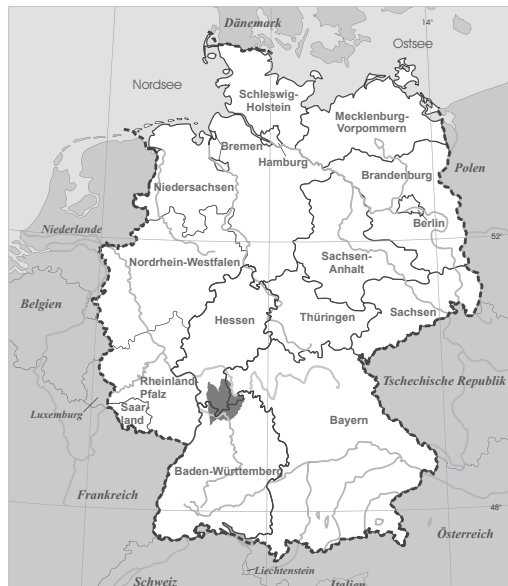 Dänemark
14°
Ostsee
Nordsee
Schleswig-
Holstein
Mecklenburg-
Vorpommern
Bremen
Hamburg
Polen
Brandenburg
Niedersachsen
Berlin
Niederlande
52°
Nordrhein-Westfalen
Sachsen-
Anhalt
Belgien
Hessen
Thüringen
Sachsen
Rheinland
Pfalz
Tschechische Republik
Luxemburg
Saar
land
Bayern
Baden-Württemberg
Frankreich
48°
Österreich
Liechtenstein
Schweiz
Italien